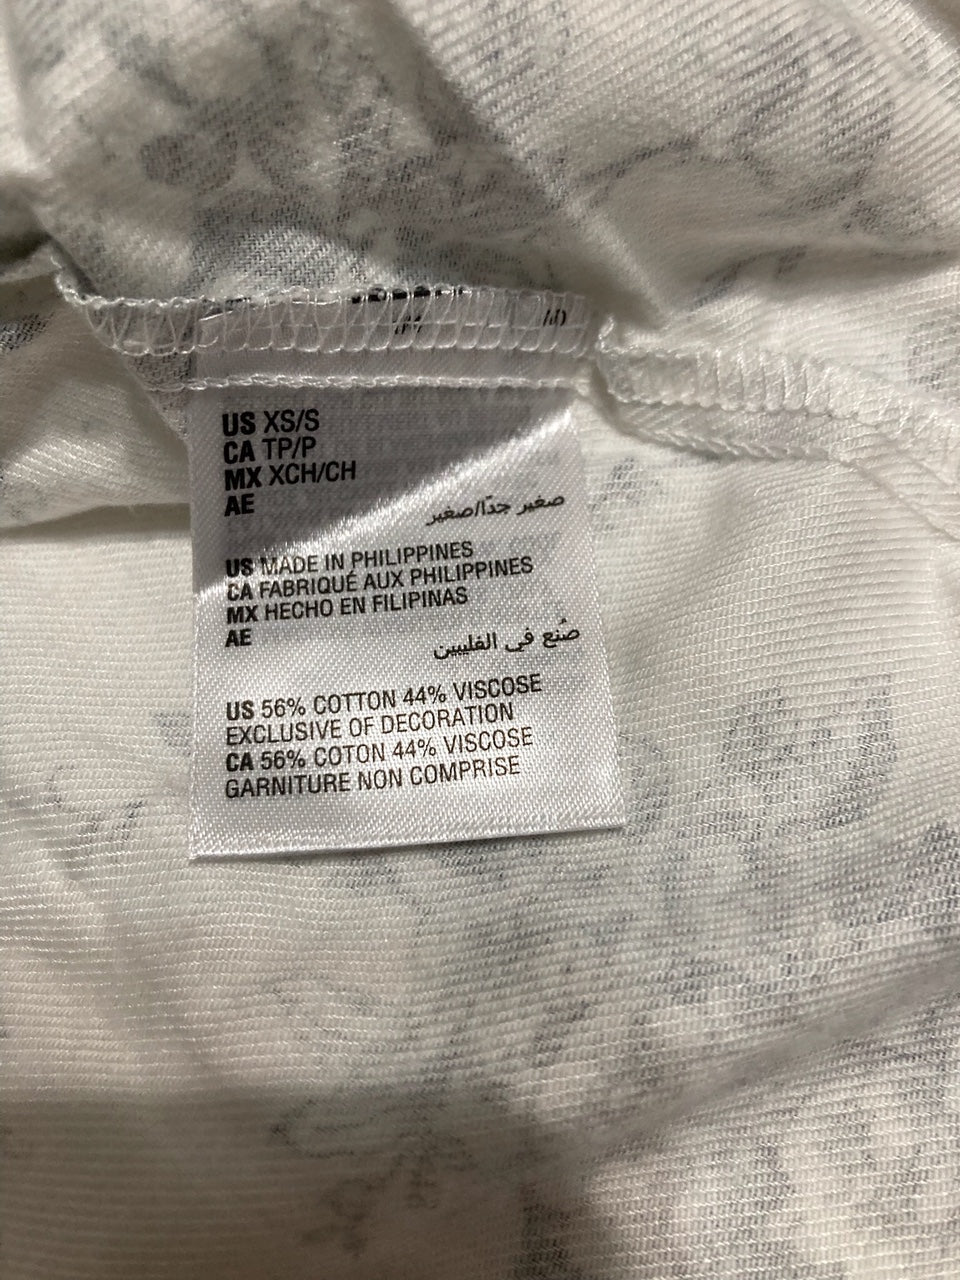 US XS/S
CA TP/P
MX XCH/CH
AE
صغير جدًا/صغير
US MADE IN PHILIPPINES
CA FABRIQUÉ AUX PHILIPPINES
MX HECHO EN FILIPINAS
AE
صُنع في الفلبين
US 56% COTTON 44% VISCOSE
EXCLUSIVE OF DECORATION
CA 56% COTON 44% VISCOSE
GARNITURE NON COMPRISE